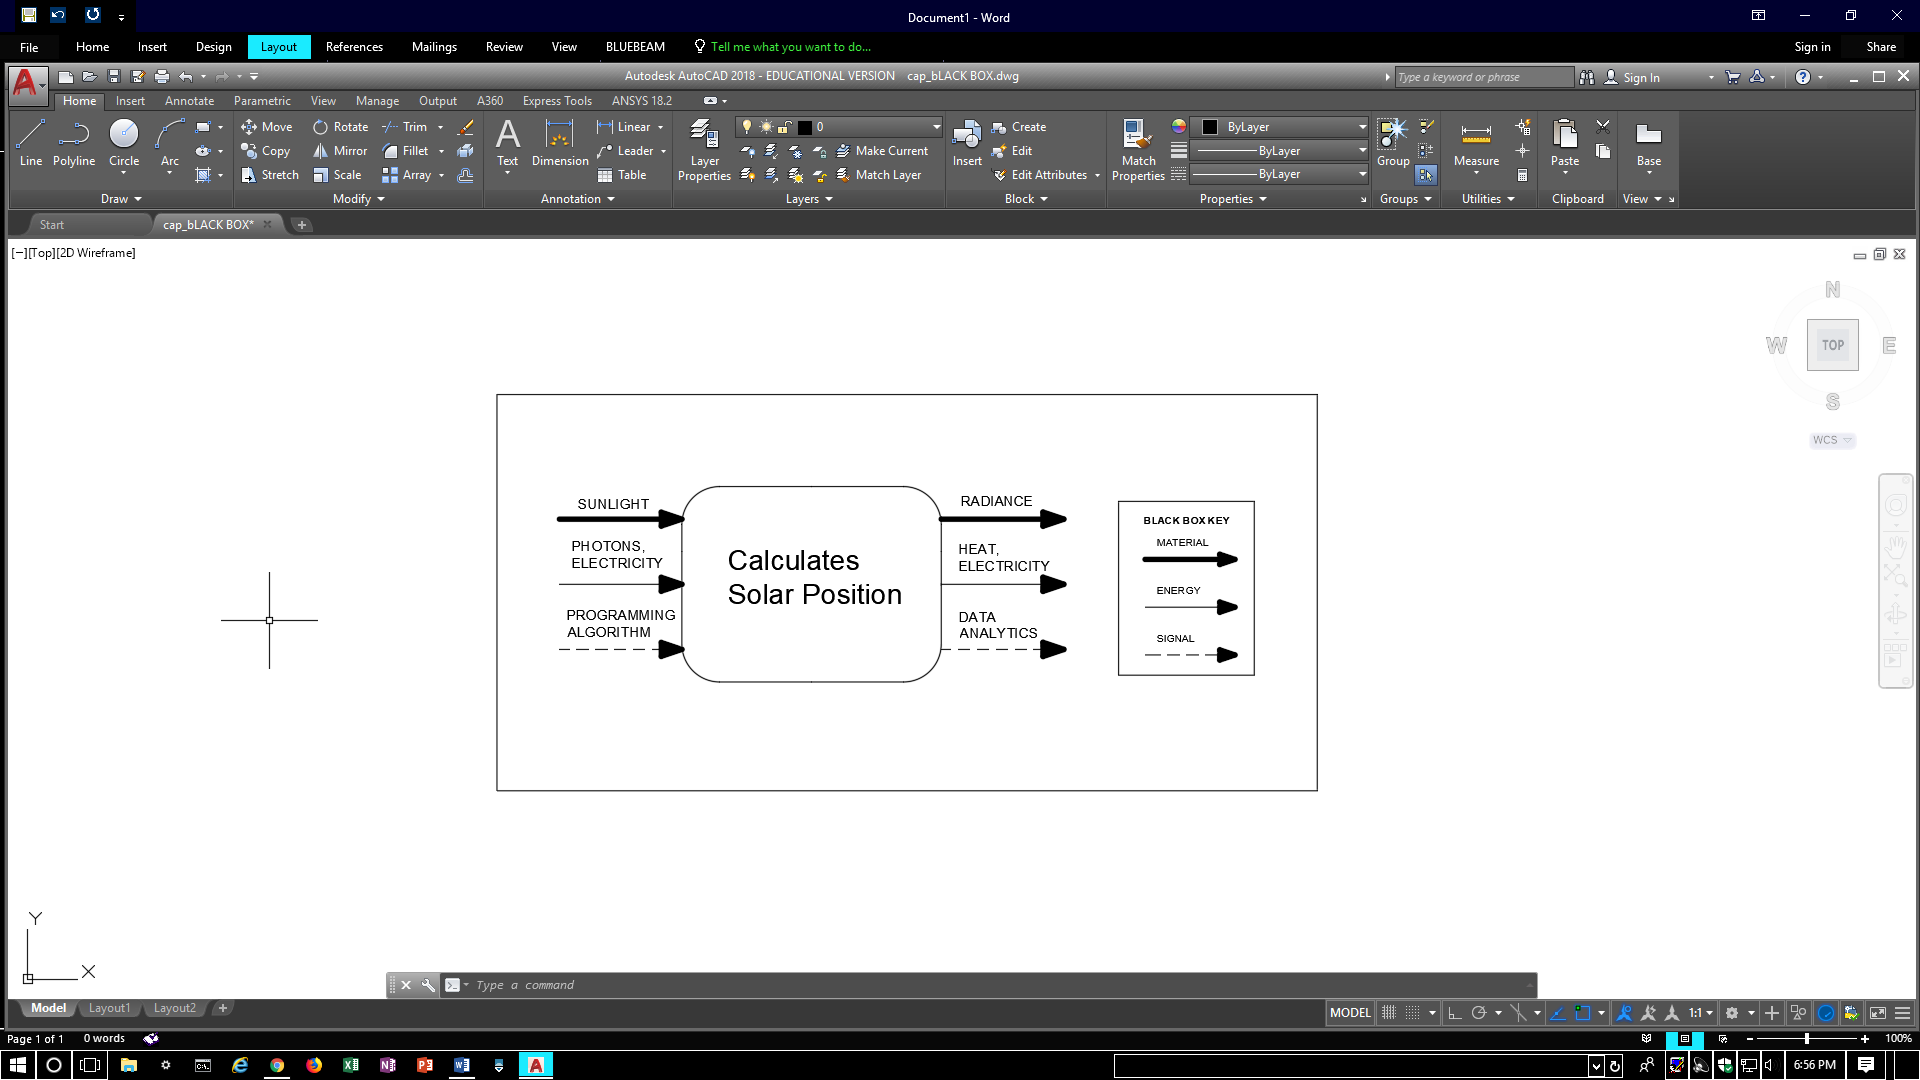 Document1 - Word
File Home Insert Design Layout References Mailings Review View BLUEBEAM Tell me what you want to do... Sign in Share
Autodesk AutoCAD 2018 - EDUCATIONAL VERSION cap_bLACK BOX.dwg Type a keyword or phrase Sign In
Home Insert Annotate Parametric View Manage Output A360 Express Tools ANSYS 18.2
Line Polyline Circle Arc
Move Rotate Trim
Copy Mirror Fillet
Stretch Scale Array
Text Dimension
Linear
Leader
Table
Layer
Properties
0
Make Current
Match Layer
Insert
Create
Edit
Edit Attributes
Match
Properties
ByLayer
ByLayer
ByLayer
Group
Measure
Paste
Base
Draw Modify Annotation Layers Block Properties Groups Utilities Clipboard View
Start cap_bLACK BOX*
[−][Top][2D Wireframe]
N
W TOP E
S
WCS
SUNLIGHT
PHOTONS,
ELECTRICITY
PROGRAMMING
ALGORITHM
Calculates
Solar Position
RADIANCE
HEAT,
ELECTRICITY
DATA
ANALYTICS
BLACK BOX KEY
MATERIAL
ENERGY
SIGNAL
Y
X
Type a command
Model Layout1 Layout2
MODEL 1:1
Page 1 of 1 0 words 100%
6:56 PM